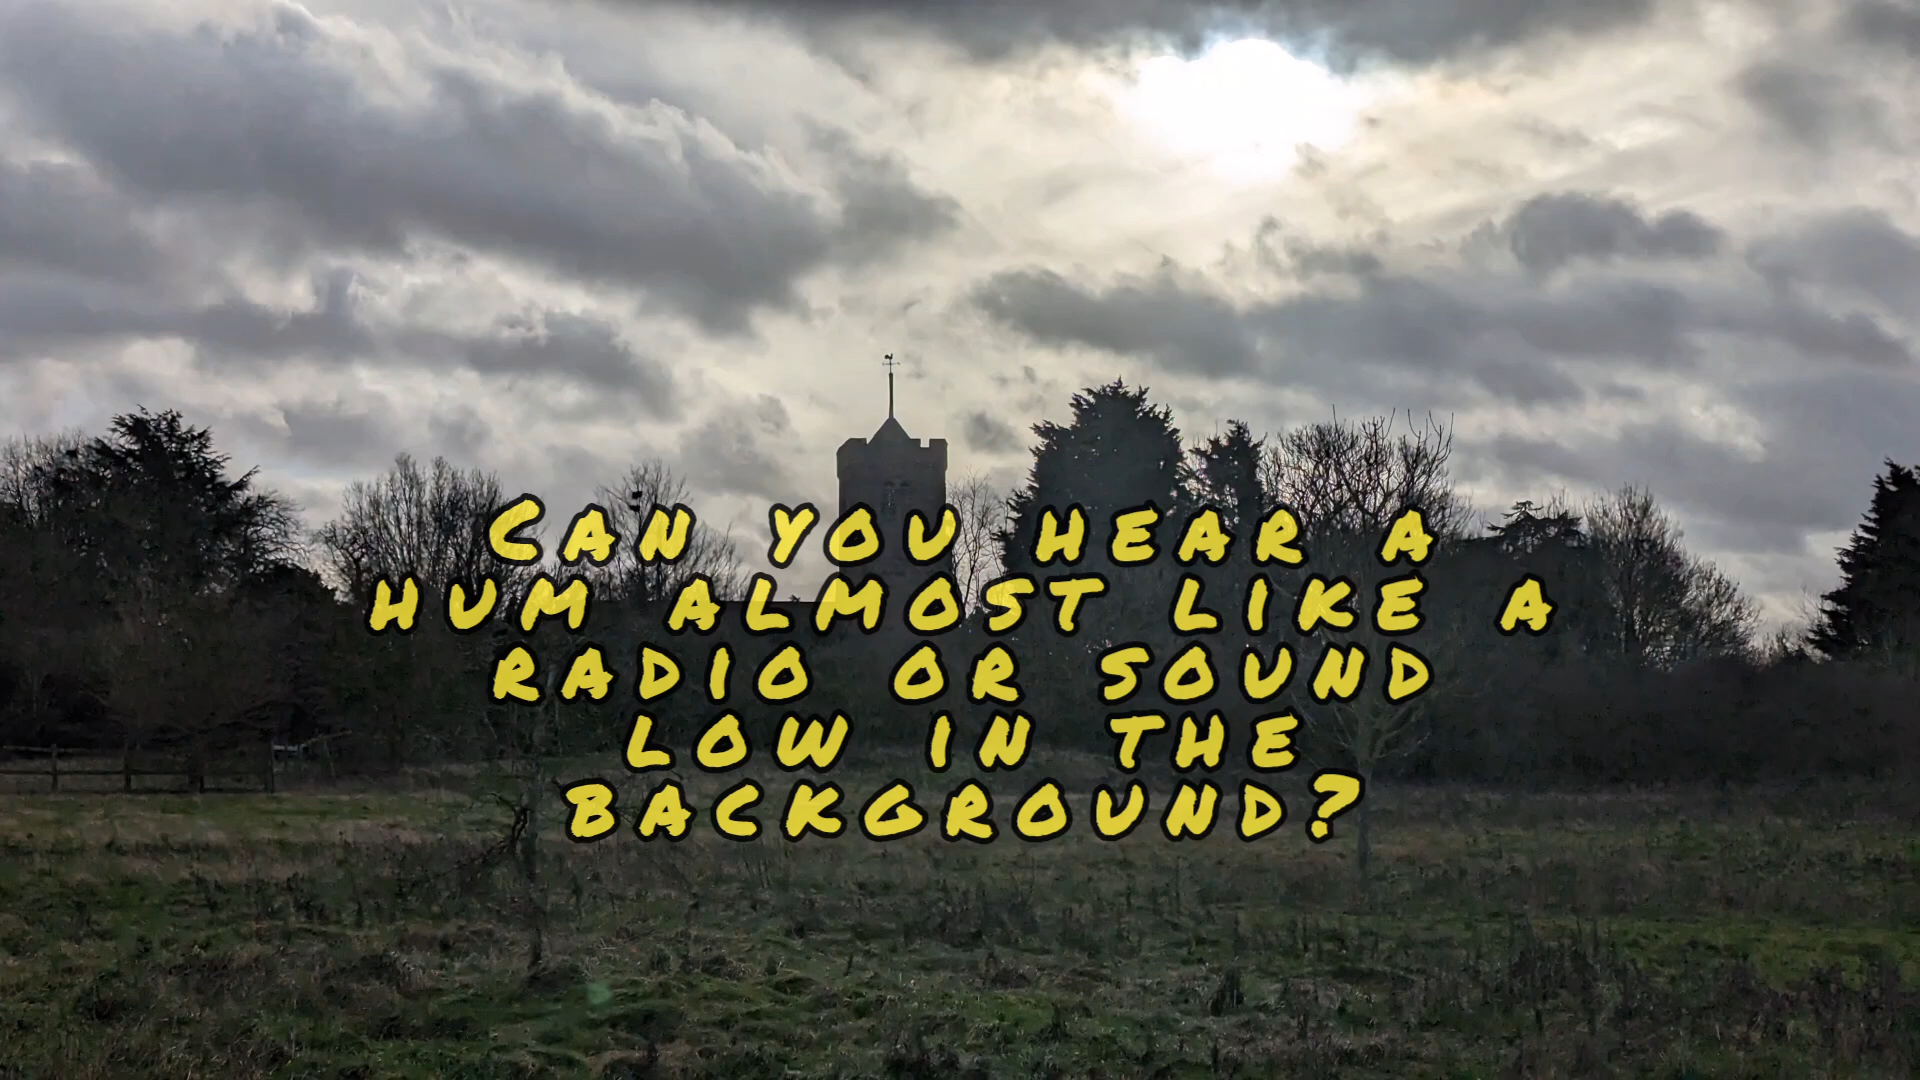 CAN YOU HEAR A
HUM ALMOST LIKE A
RADIO OR SOUND
LOW IN THE
BACKGROUND?